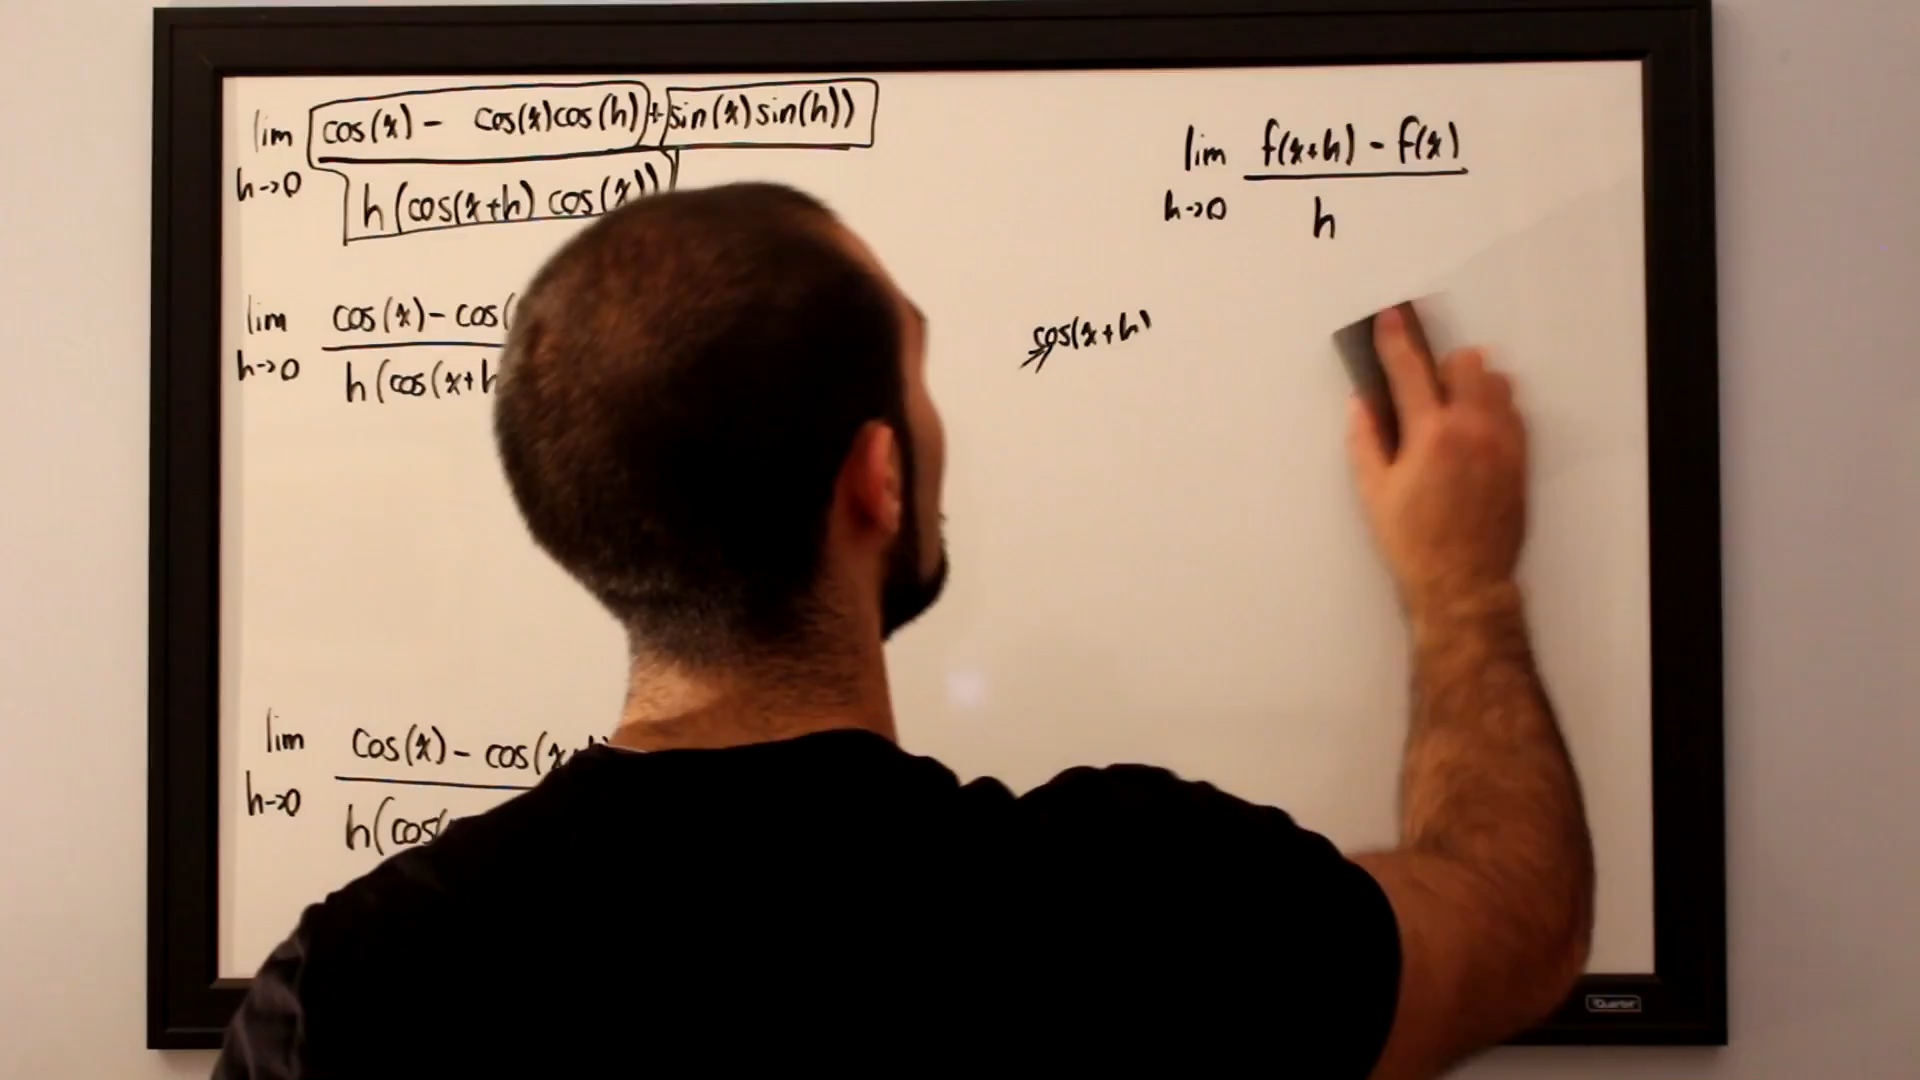 lim cos(x) - cos(x)cos(h) + sin(x)sin(h))
h→0 h(cos(x+h) cos(x))
lim cos(x) - cos(
h→0 h(cos(x+h
lim cos(x) - cos(x+h
h→0 h(cos(
lim f(x+h) - f(x)
h→0 h
cos(x+h)
Quartet